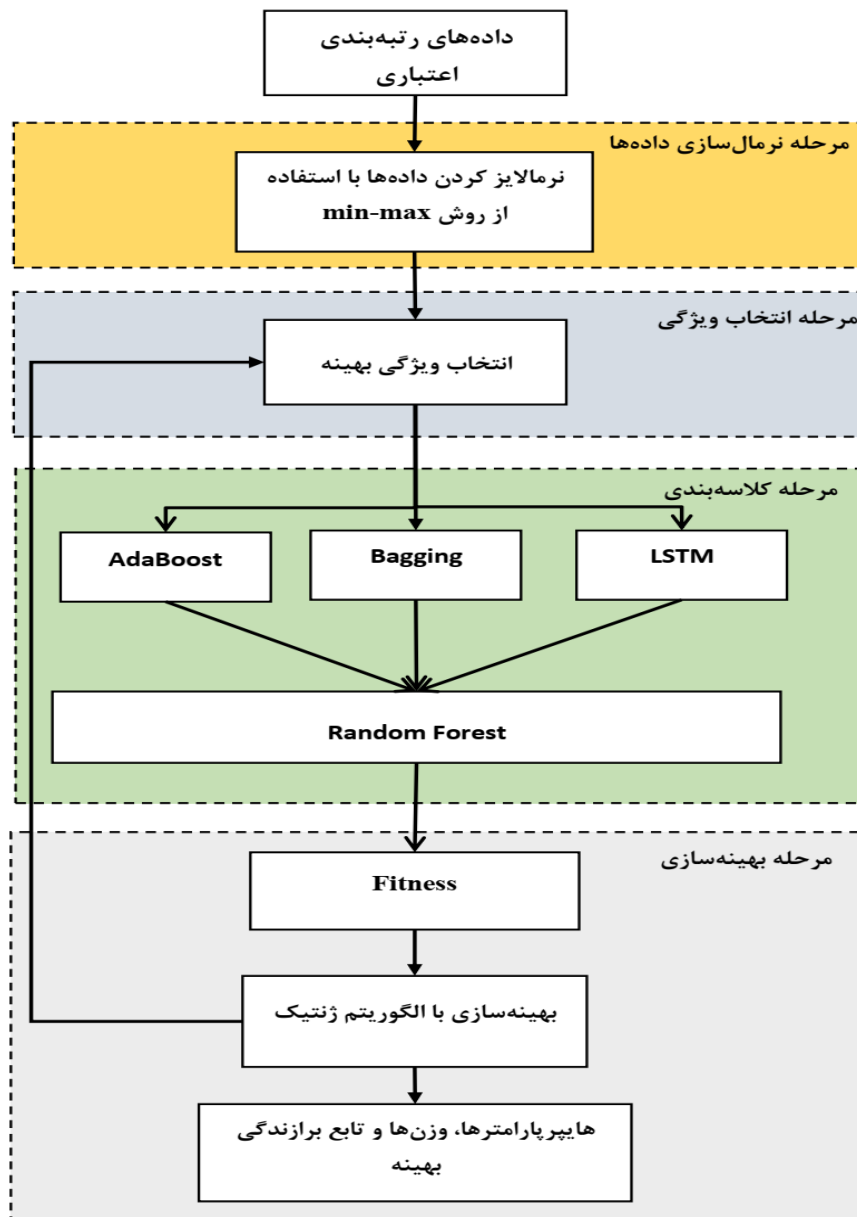 داده‌های رتبه‌بندی
اعتباری
مرحله نرمال‌سازی داده‌ها
نرمالایز کردن داده‌ها با استفاده
از روش min-max
مرحله انتخاب ویژگی
انتخاب ویژگی بهینه
مرحله کلاسه‌بندی
AdaBoost
Bagging
LSTM
Random Forest
مرحله بهینه‌سازی
Fitness
بهینه‌سازی با الگوریتم ژنتیک
هایپرپارامترها، وزن‌ها و تابع برازندگی
بهینه